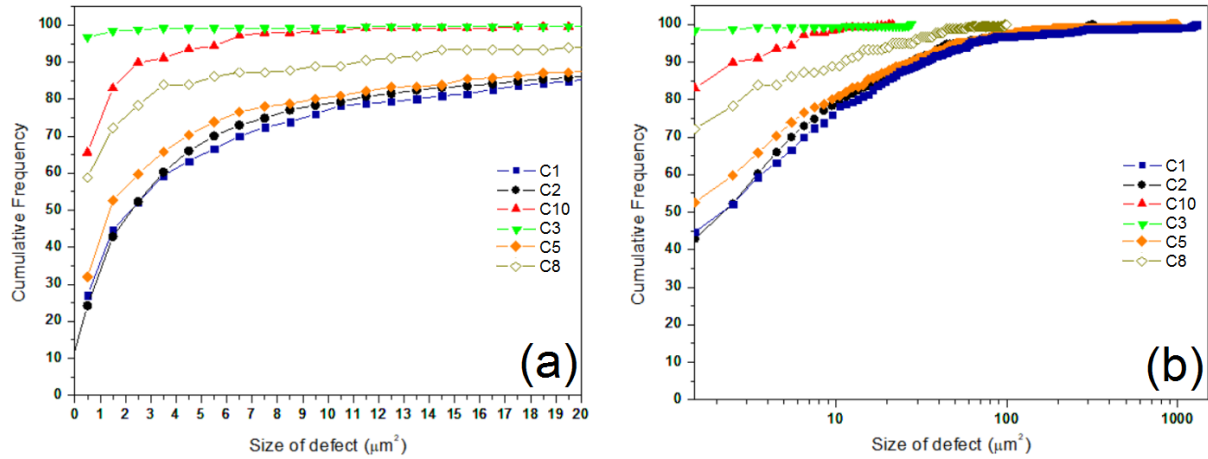 100
90
80
70
60
50
40
30
20
10
0
Cumulative Frequency
C1
C2
C10
C3
C5
C8
(a)
0 1 2 3 4 5 6 7 8 9 10 11 12 13 14 15 16 17 18 19 20
Size of defect (μm²)
100
90
80
70
60
50
40
30
20
10
0
Cumulative Frequency
C1
C2
C10
C3
C5
C8
(b)
10 100 1000
Size of defect (μm²)